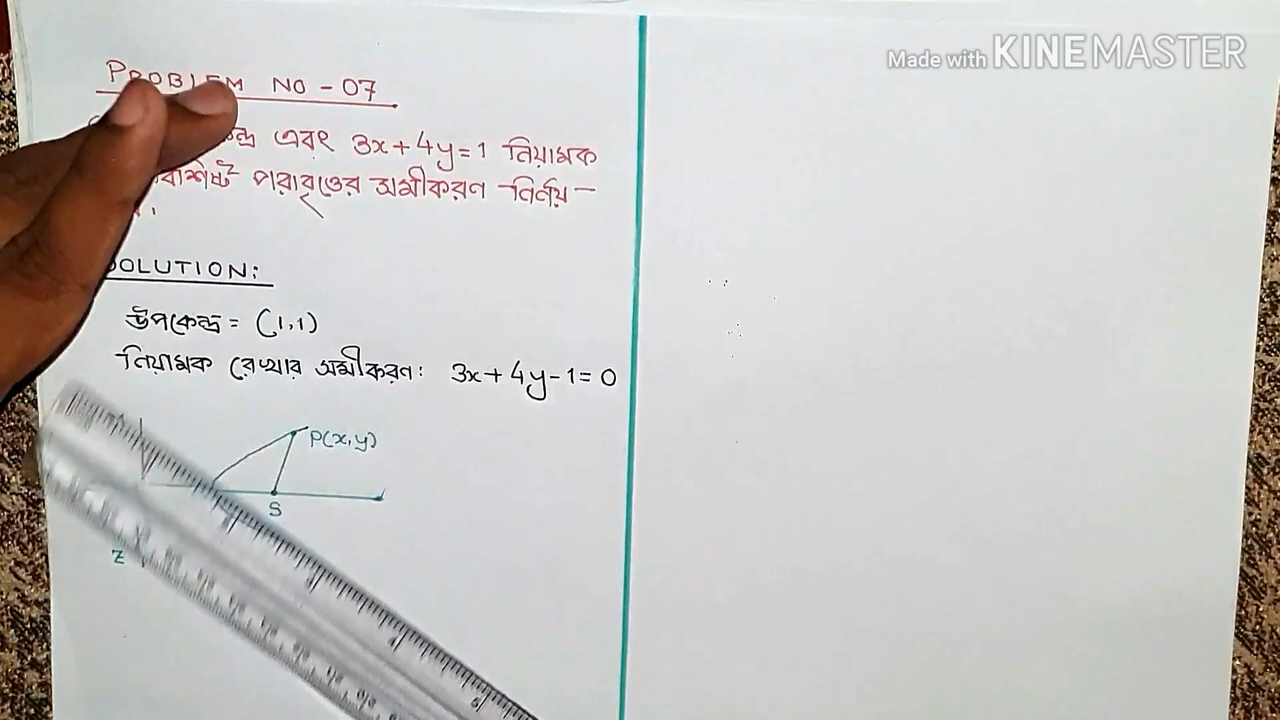 Made with KINEMASTER
PROBLEM NO - 07
এবং 3x+4y=1 নিয়ামক
পরাবৃত্তের সমীকরণ নির্ণয় -
SOLUTION:
উপকেন্দ্র = (1,1)
নিয়ামক রেখার সমীকরণ: 3x+4y-1=0
P(x,y)
S
Z